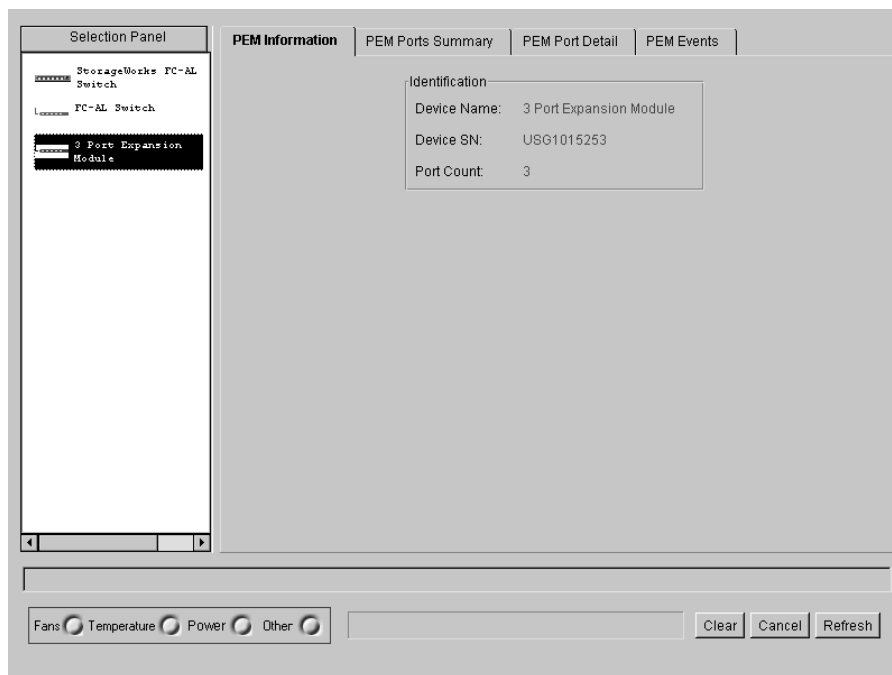 Selection Panel
StorageWorks FC-AL
Switch
FC-AL Switch
3 Port Expansion
Module
PEM Information
PEM Ports Summary
PEM Port Detail
PEM Events
Identification
Device Name: 3 Port Expansion Module
Device SN: USG1015253
Port Count: 3
Fans Temperature Power Other
Clear Cancel Refresh